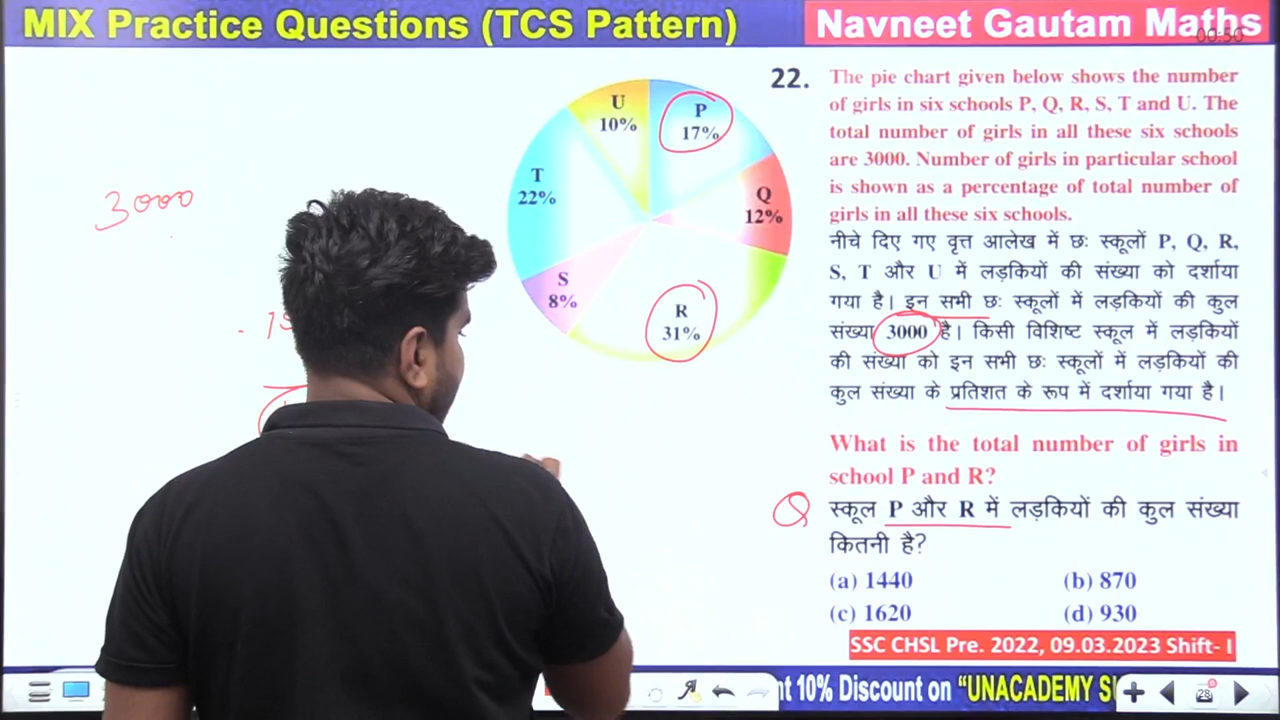 MIX Practice Questions (TCS Pattern)
Navneet Gautam Maths
00:50
22.
The pie chart given below shows the number
of girls in six schools P, Q, R, S, T and U. The
total number of girls in all these six schools
are 3000. Number of girls in particular school
is shown as a percentage of total number of
girls in all these six schools.
नीचे दिए गए वृत्त आलेख में छः स्कूलों P, Q, R,
S, T और U में लड़कियों की संख्या को दर्शाया
गया है। इन सभी छः स्कूलों में लड़कियों की कुल
संख्या 3000 है। किसी विशिष्ट स्कूल में लड़कियों
की संख्या को इन सभी छः स्कूलों में लड़कियों की
कुल संख्या के प्रतिशत के रूप में दर्शाया गया है।
What is the total number of girls in
school P and R?
स्कूल P और R में लड़कियों की कुल संख्या
कितनी है?
(a) 1440
(b) 870
(c) 1620
(d) 930
SSC CHSL Pre. 2022, 09.03.2023 Shift- I
U
10%
P
17%
T
22%
Q
12%
S
8%
R
31%
3000
Q
10% Discount on "UNACADEMY
28